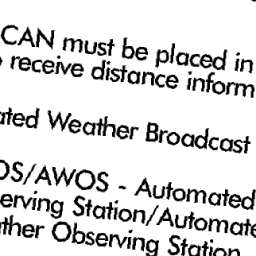 CAN must be placed in
receive distance inform
ated Weather Broadcast
OS/AWOS - Automated
erving Station/Automate
ther Observing Station